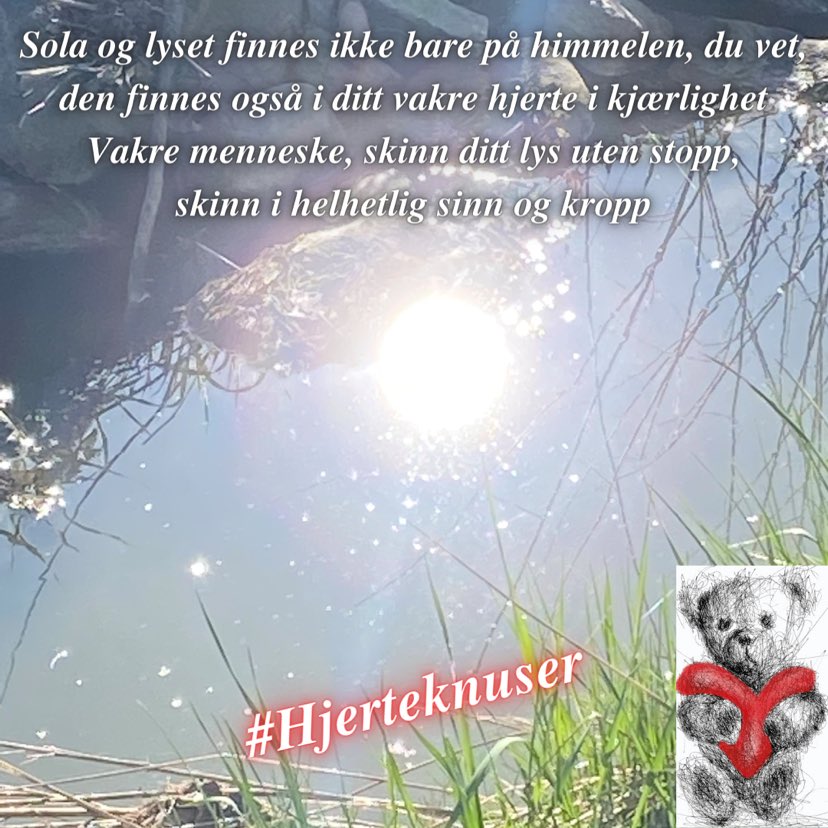 Sola og lyset finnes ikke bare på himmelen, du vet,
den finnes også i ditt vakre hjerte i kjærlighet
Vakre menneske, skinn ditt lys uten stopp,
skinn i helhetlig sinn og kropp
#Hjerteknuser